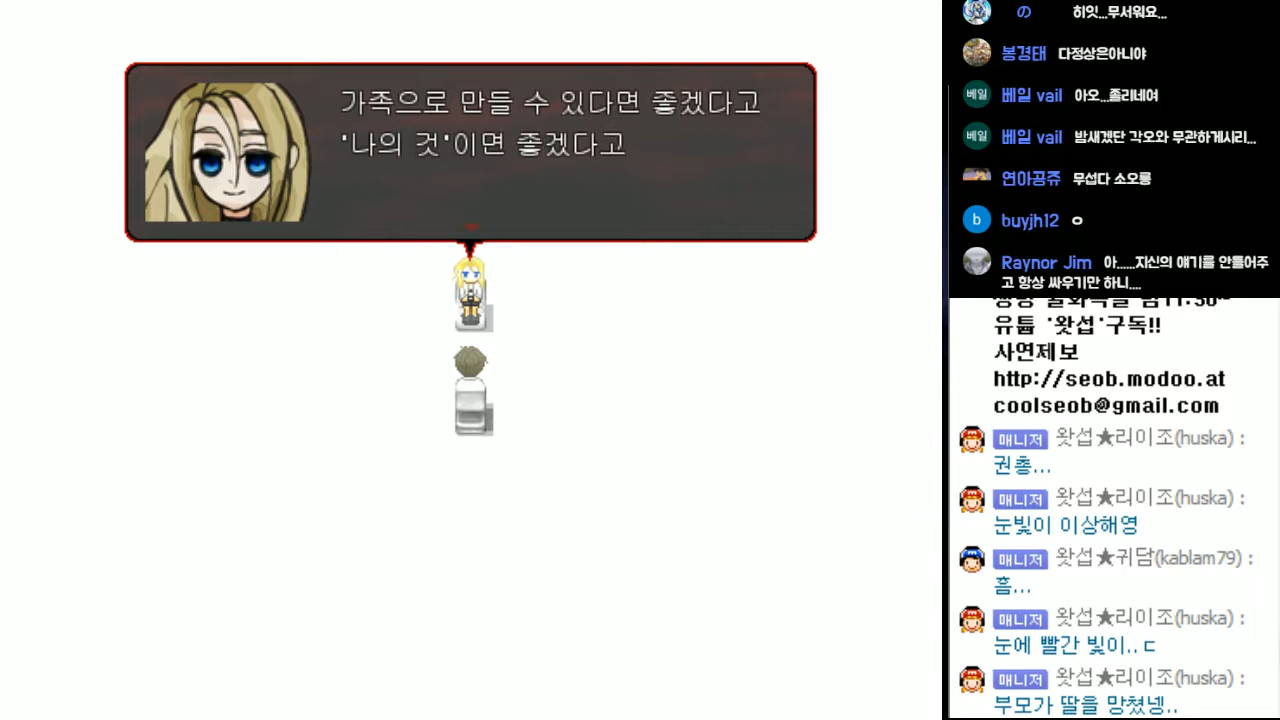 가족으로 만들 수 있다면 좋겠다고
'나의 것'이면 좋겠다고
の 히잇...무서워요...
봉경태 다정상은아니야
베일 베일 vail 아오...졸리네여
베일 베일 vail 밤새겠단 각오와 무관하게시리...
연아공쥬 무섭다 소오름
b buyjh12 ㅇ
Raynor Jim 아......자신의 얘기를 안들어주
고 항상 싸우기만 하니....
유튭 '왓섭'구독!!
사연제보
http://seob.modoo.at
coolseob@gmail.com
매니저 왓섭★리이조(huska) :
권총...
매니저 왓섭★리이조(huska) :
눈빛이 이상해영
매니저 왓섭★귀담(kablam79) :
흠...
매니저 왓섭★리이조(huska) :
눈에 빨간 빛이..ㄷ
매니저 왓섭★리이조(huska) :
부모가 딸을 망쳤넹..